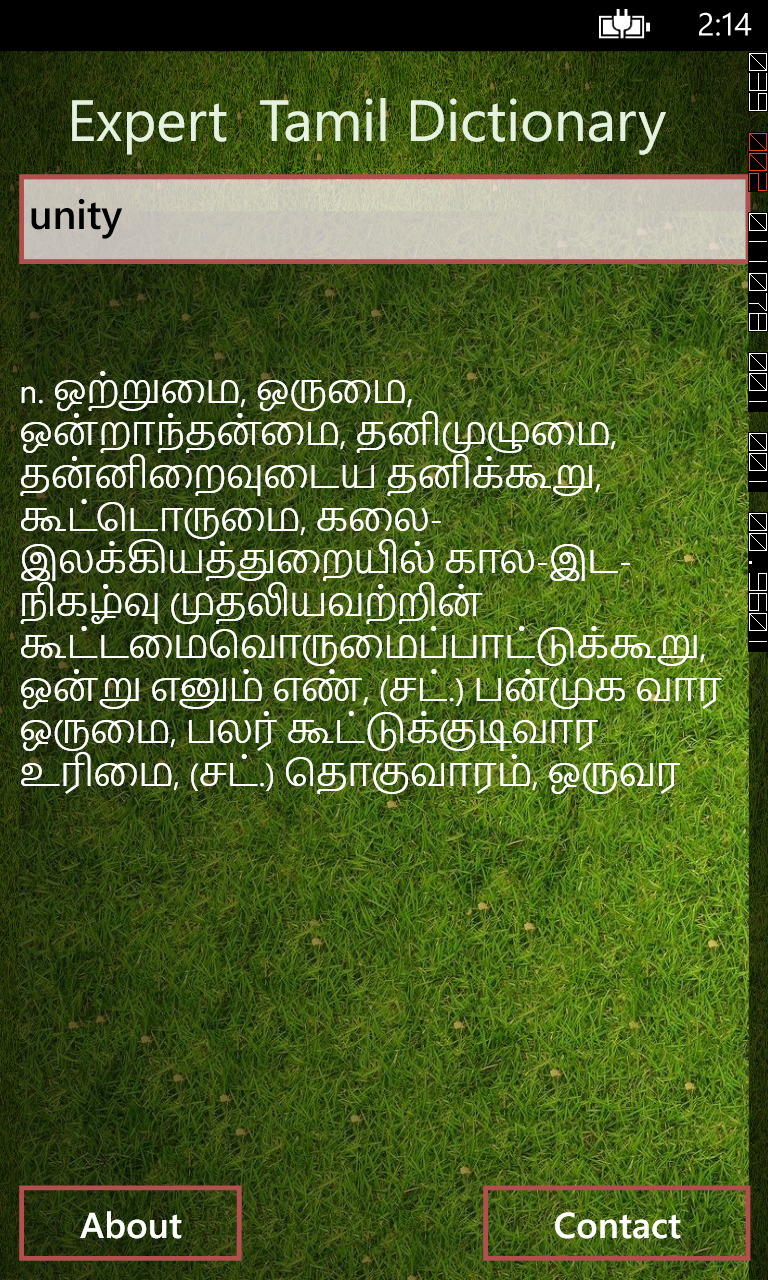 2:14
Expert Tamil Dictionary
unity
n. ஒற்றுமை, ஒருமை,
ஒன்றாந்தன்மை, தனிமுழுமை,
தன்னிறைவுடைய தனிக்கூறு,
கூட்டொருமை, கலை-
இலக்கியத்துறையில் கால-இட-
நிகழ்வு முதலியவற்றின்
கூட்டமைவொருமைப்பாட்டுக்கூறு,
ஒன்று எனும் எண், (சட்.) பன்முக வார
ஒருமை, பலர் கூட்டுக்குடிவார
உரிமை, (சட்.) தொகுவாரம், ஒருவர
About
Contact